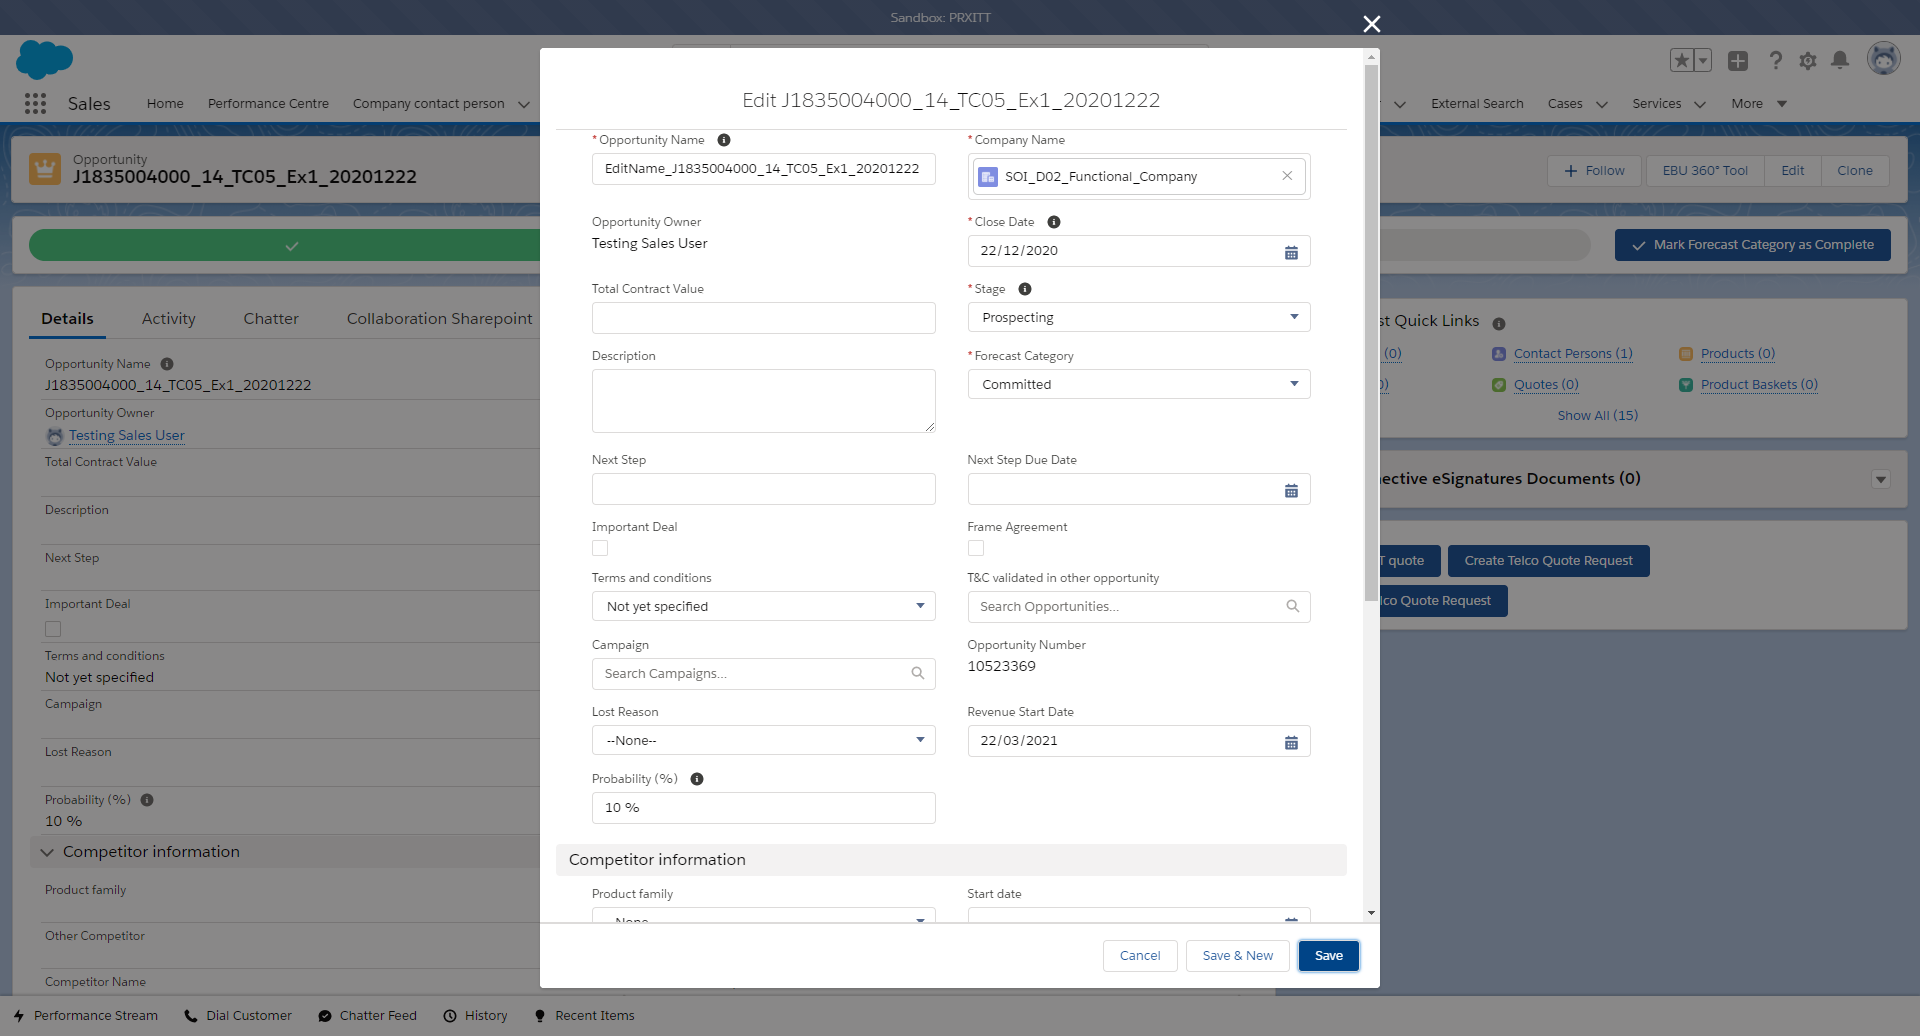 Sandbox: PRXITT
Sales
Home
Performance Centre
Company contact person
External Search
Cases
Services
More
Opportunity
J1835004000_14_TC05_Ex1_20201222
Follow
EBU 360° Tool
Edit
Clone
Mark Forecast Category as Complete
Details
Activity
Chatter
Collaboration Sharepoint
Opportunity Name
J1835004000_14_TC05_Ex1_20201222
Opportunity Owner
Testing Sales User
Total Contract Value
Description
Next Step
Important Deal
Terms and conditions
Not yet specified
Campaign
Lost Reason
Probability (%)
10 %
Competitor information
Product family
Other Competitor
Competitor Name
Edit J1835004000_14_TC05_Ex1_20201222
* Opportunity Name
EditName_J1835004000_14_TC05_Ex1_20201222
* Company Name
SOI_D02_Functional_Company
Opportunity Owner
Testing Sales User
* Close Date
22/12/2020
Total Contract Value
* Stage
Prospecting
Description
* Forecast Category
Committed
Next Step
Next Step Due Date
Important Deal
Frame Agreement
Terms and conditions
Not yet specified
T&C validated in other opportunity
Search Opportunities...
Campaign
Search Campaigns...
Opportunity Number
10523369
Lost Reason
--None--
Revenue Start Date
22/03/2021
Probability (%)
10 %
Competitor information
Product family
Start date
Cancel
Save & New
Save
Quick Links
(0)
Contact Persons (1)
Products (0)
Quotes (0)
Product Baskets (0)
Show All (15)
eSignatures Documents (0)
quote
Create Telco Quote Request
Quote Request
Performance Stream
Dial Customer
Chatter Feed
History
Recent Items